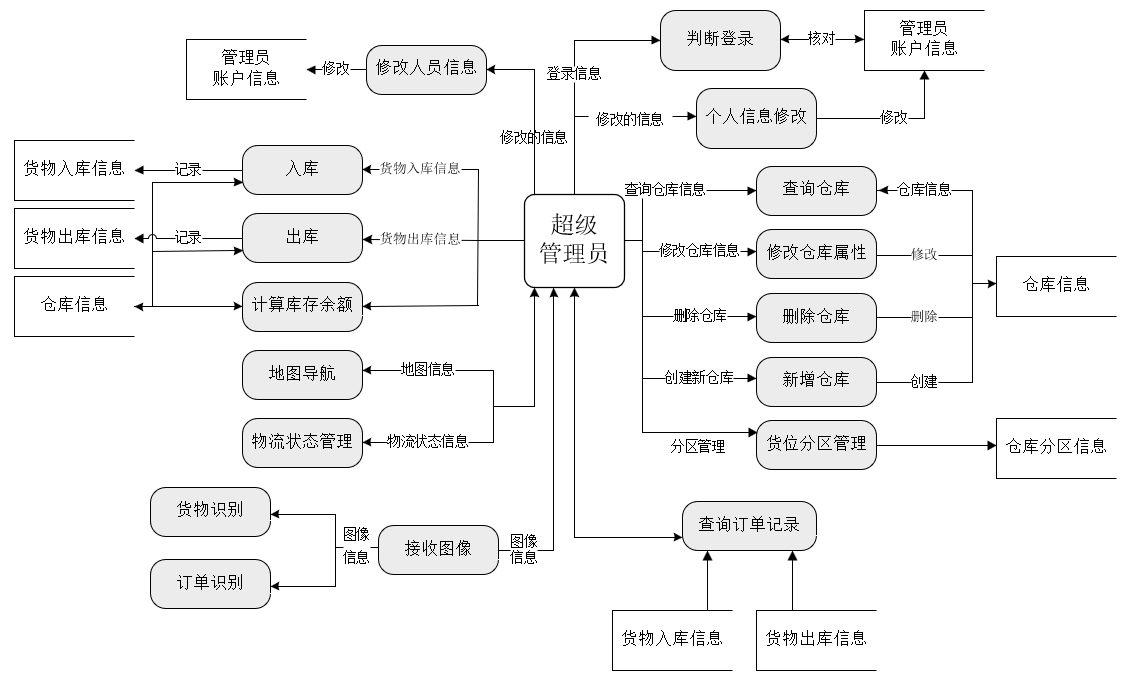 判断登录
核对
管理员
账户信息
管理员
账户信息
修改
修改人员信息
登录信息
修改的信息
个人信息修改
修改
修改的信息
货物入库信息
记录
入库
货物入库信息
查询仓库信息
查询仓库
仓库信息
货物出库信息
记录
出库
货物出库信息
超级
管理员
修改仓库信息
修改仓库属性
修改
仓库信息
仓库信息
计算库存余额
删除仓库
删除仓库
删除
地图导航
地图信息
创建新仓库
新增仓库
创建
物流状态管理
物流状态信息
分区管理
货位分区管理
仓库分区信息
货物识别
图像
信息
接收图像
图像
信息
订单识别
查询订单记录
货物入库信息
货物出库信息